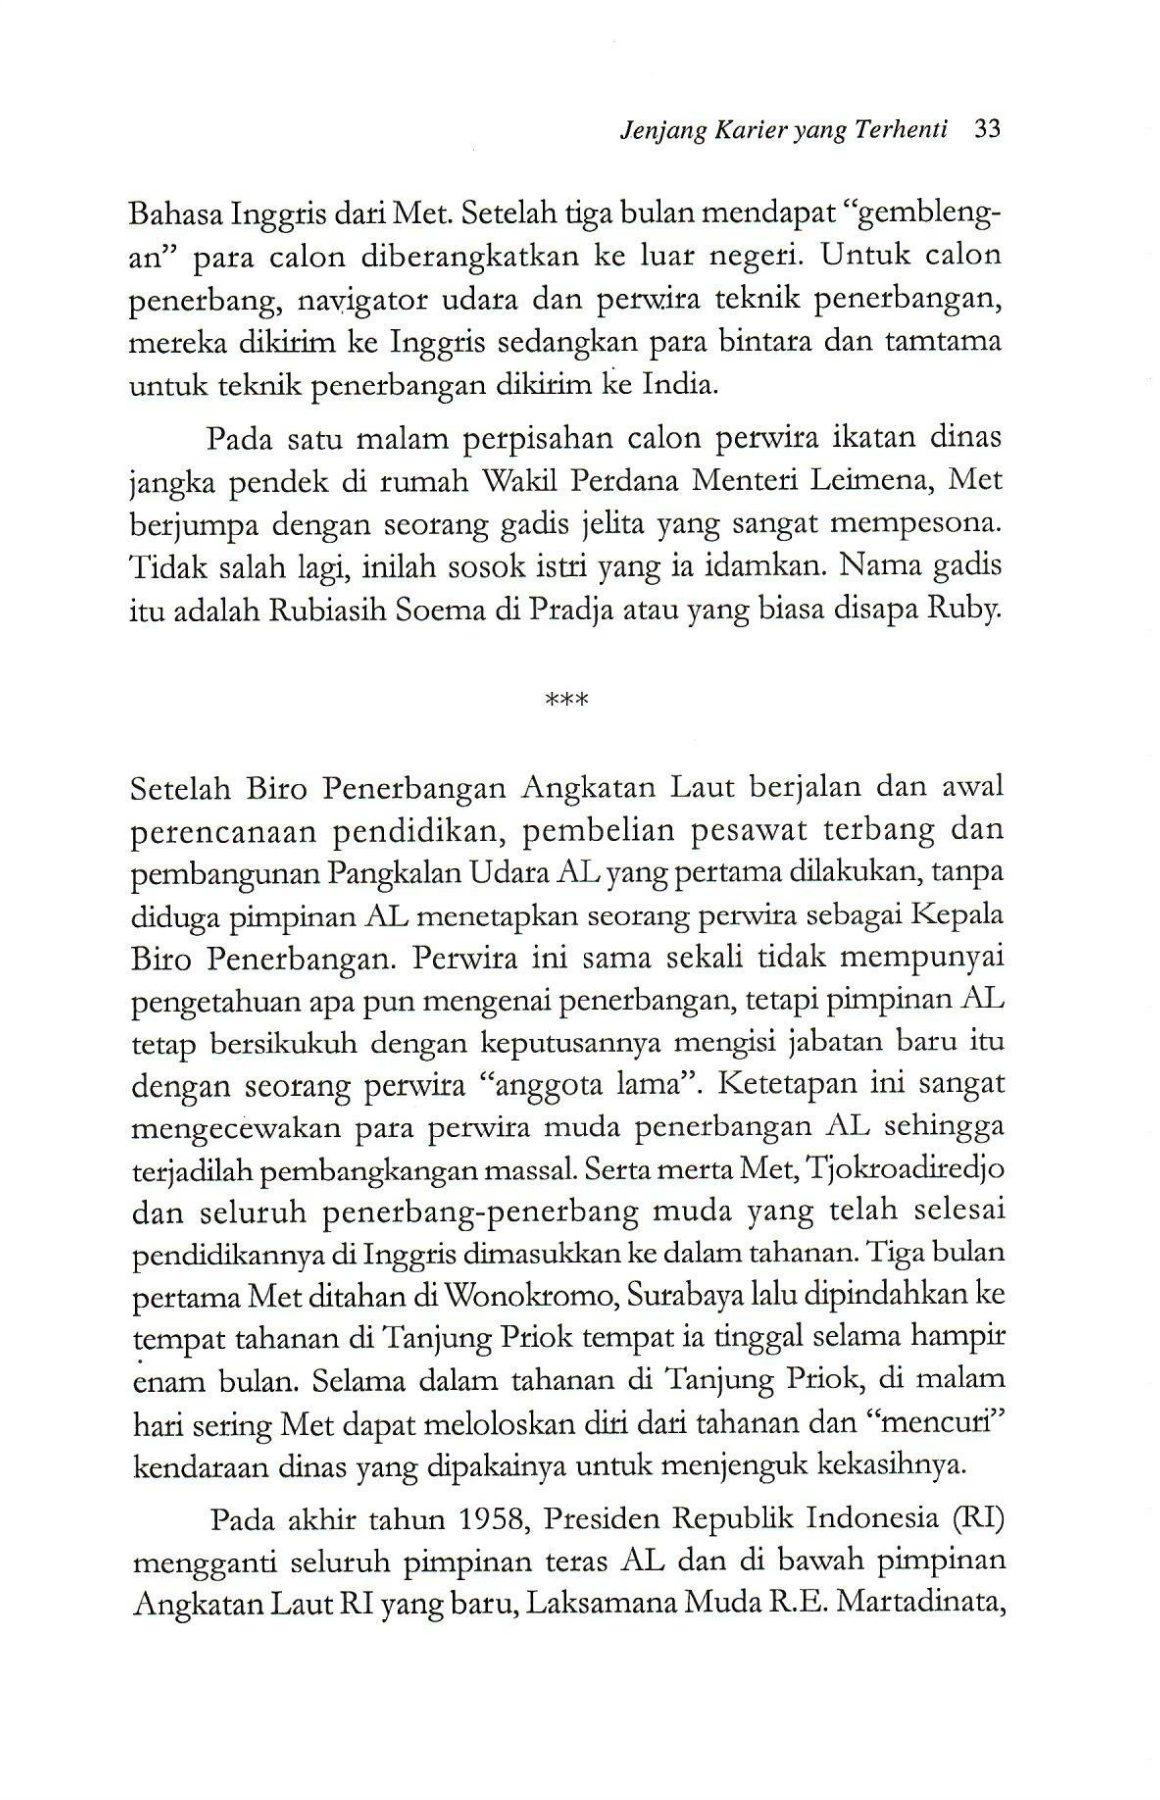 Jenjang Karier yang Terhenti 33
Bahasa Inggris dari Met. Setelah tiga bulan mendapat “gembleng-
an” para calon diberangkatkan ke luar negeri. Untuk calon
penerbang, navigator udara dan perwira teknik penerbangan,
mereka dikirim ke Inggris sedangkan para bintara dan tamtama
untuk teknik penerbangan dikirim ke India.
Pada satu malam perpisahan calon perwira ikatan dinas
jangka pendek di rumah Wakil Perdana Menteri Leimena, Met
berjumpa dengan seorang gadis jelita yang sangat mempesona.
Tidak salah lagi, inilah sosok istri yang ia idamkan. Nama gadis
itu adalah Rubiasih Soema di Pradja atau yang biasa disapa Ruby.
***
Setelah Biro Penerbangan Angkatan Laut berjalan dan awal
perencanaan pendidikan, pembelian pesawat terbang dan
pembangunan Pangkalan Udara AL yang pertama dilakukan, tanpa
diduga pimpinan AL menetapkan seorang perwira sebagai Kepala
Biro Penerbangan. Perwira ini sama sekali tidak mempunyai
pengetahuan apa pun mengenai penerbangan, tetapi pimpinan AL
tetap bersikukuh dengan keputusannya mengisi jabatan baru itu
dengan seorang perwira “anggota lama”. Ketetapan ini sangat
mengecewakan para perwira muda penerbangan AL sehingga
terjadilah pembangkangan massal. Serta merta Met, Tjokroadiredjo
dan seluruh penerbang-penerbang muda yang telah selesai
pendidikannya di Inggris dimasukkan ke dalam tahanan. Tiga bulan
pertama Met ditahan di Wonokromo, Surabaya lalu dipindahkan ke
tempat tahanan di Tanjung Priok tempat ia tinggal selama hampir
enam bulan. Selama dalam tahanan di Tanjung Priok, di malam
hari sering Met dapat meloloskan diri dari tahanan dan “mencuri”
kendaraan dinas yang dipakainya untuk menjenguk kekasihnya.
Pada akhir tahun 1958, Presiden Republik Indonesia (RI)
mengganti seluruh pimpinan teras AL dan di bawah pimpinan
Angkatan Laut RI yang baru, Laksamana Muda R.E. Martadinata,